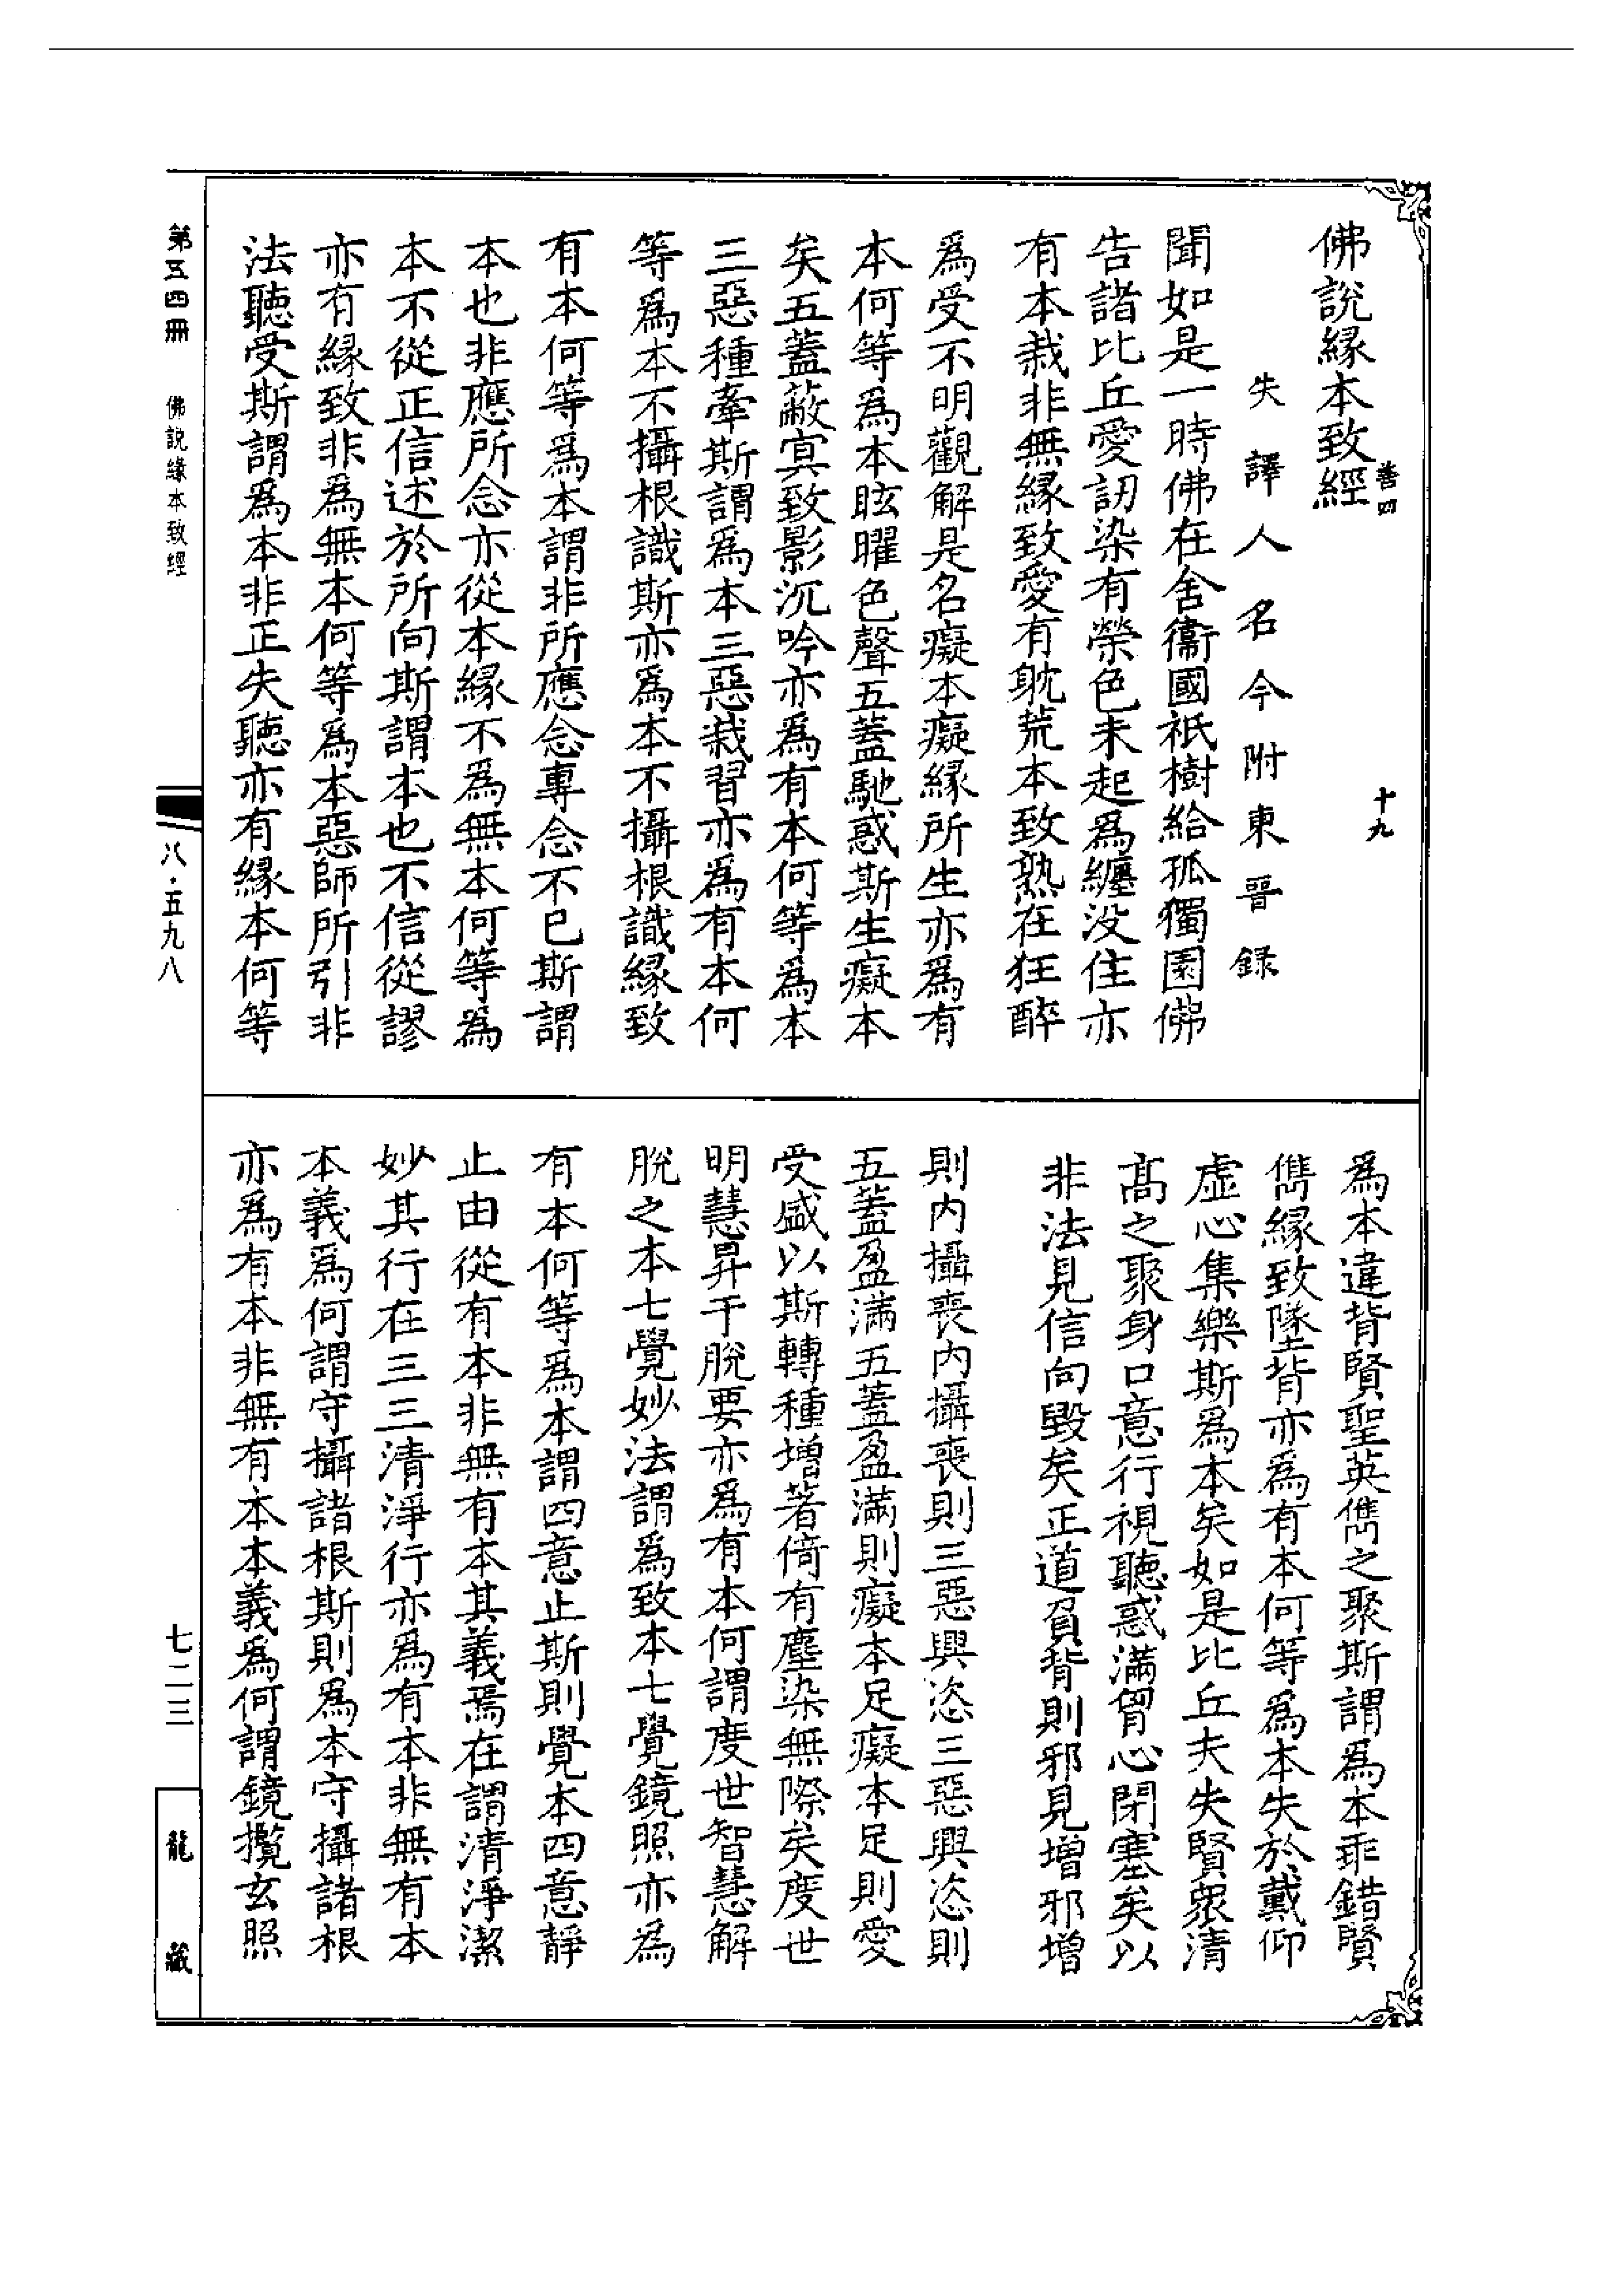 佛說緣本致經
善四
十九
失譯人名今附東晉録
聞如是一時佛在舍衞國祇樹給孤獨園佛
告諸比丘愛訒染有榮色未起爲纏没住亦
有本栽非無緣致愛有躭荒本致熟在狂醉
爲受不明觀解是名癡本癡緣所生亦爲有
本何等爲本眩曜色聲五蓋馳惑斯生癡本
矣五蓋蔽㝠致影沉吟亦爲有本何等爲本
三惡種牽斯謂爲本三惡栽習亦爲有本何
等爲本不攝根識斯亦爲本不攝根識緣致
有本何等爲本謂非所應念專念不已斯謂
本也非應所念亦從本緣不爲無本何等爲
本不從正信述於所向斯謂本也不信從謬
亦有緣致非爲無本何等爲本惡師所引非
法聽受斯謂爲本非正失聽亦有緣本何等
爲本違背賢聖英儁之聚斯謂爲本乖錯賢
儁緣致墜背亦爲有本何等爲本失於戴仰
虛心集樂斯爲本矣如是比丘夫失賢衆清
髙之聚身口意行視聽惑滿胷心閉塞矣以
非法見信向毀矣正道負背則邪見增邪增
則内攝喪内攝喪則三惡興恣三惡興恣則
五蓋盈滿五蓋盈滿則癡本足癡本足則愛
受盛以斯轉種增著倚有塵染無際矣度世
明慧昇于脫要亦爲有本何謂度世智慧解
脫之本七覺妙法謂爲致本七覺鏡照亦爲
有本何等爲本謂四意止斯則覺本四意靜
止由從有本非無有本其義焉在謂清淨潔
妙其行在三三清淨行亦爲有本非無有本
本義爲何謂守攝諸根斯則爲本守攝諸根
亦爲有本非無有本本義爲何謂鏡攬玄照
第五四冊
佛說緣本致經
八·五九八
七二三
龍藏